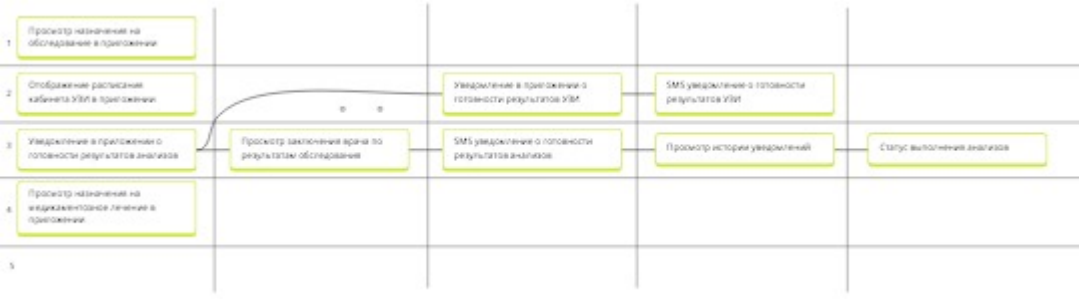 1
Просмотр назначения на
обследование в приложении
2
Отображение расписания
кабинета УЗИ в приложении
Уведомление в приложении о
готовности результатов УЗИ
SMS уведомление о готовности
результатов УЗИ
3
Уведомление в приложении о
готовности результатов анализов
Просмотр заключения врача по
результатам обследования
SMS уведомление о готовности
результатов анализов
Просмотр истории уведомлений
Статус выполнения анализов
4
Просмотр назначения на
медикаментозное лечение в
приложении
5